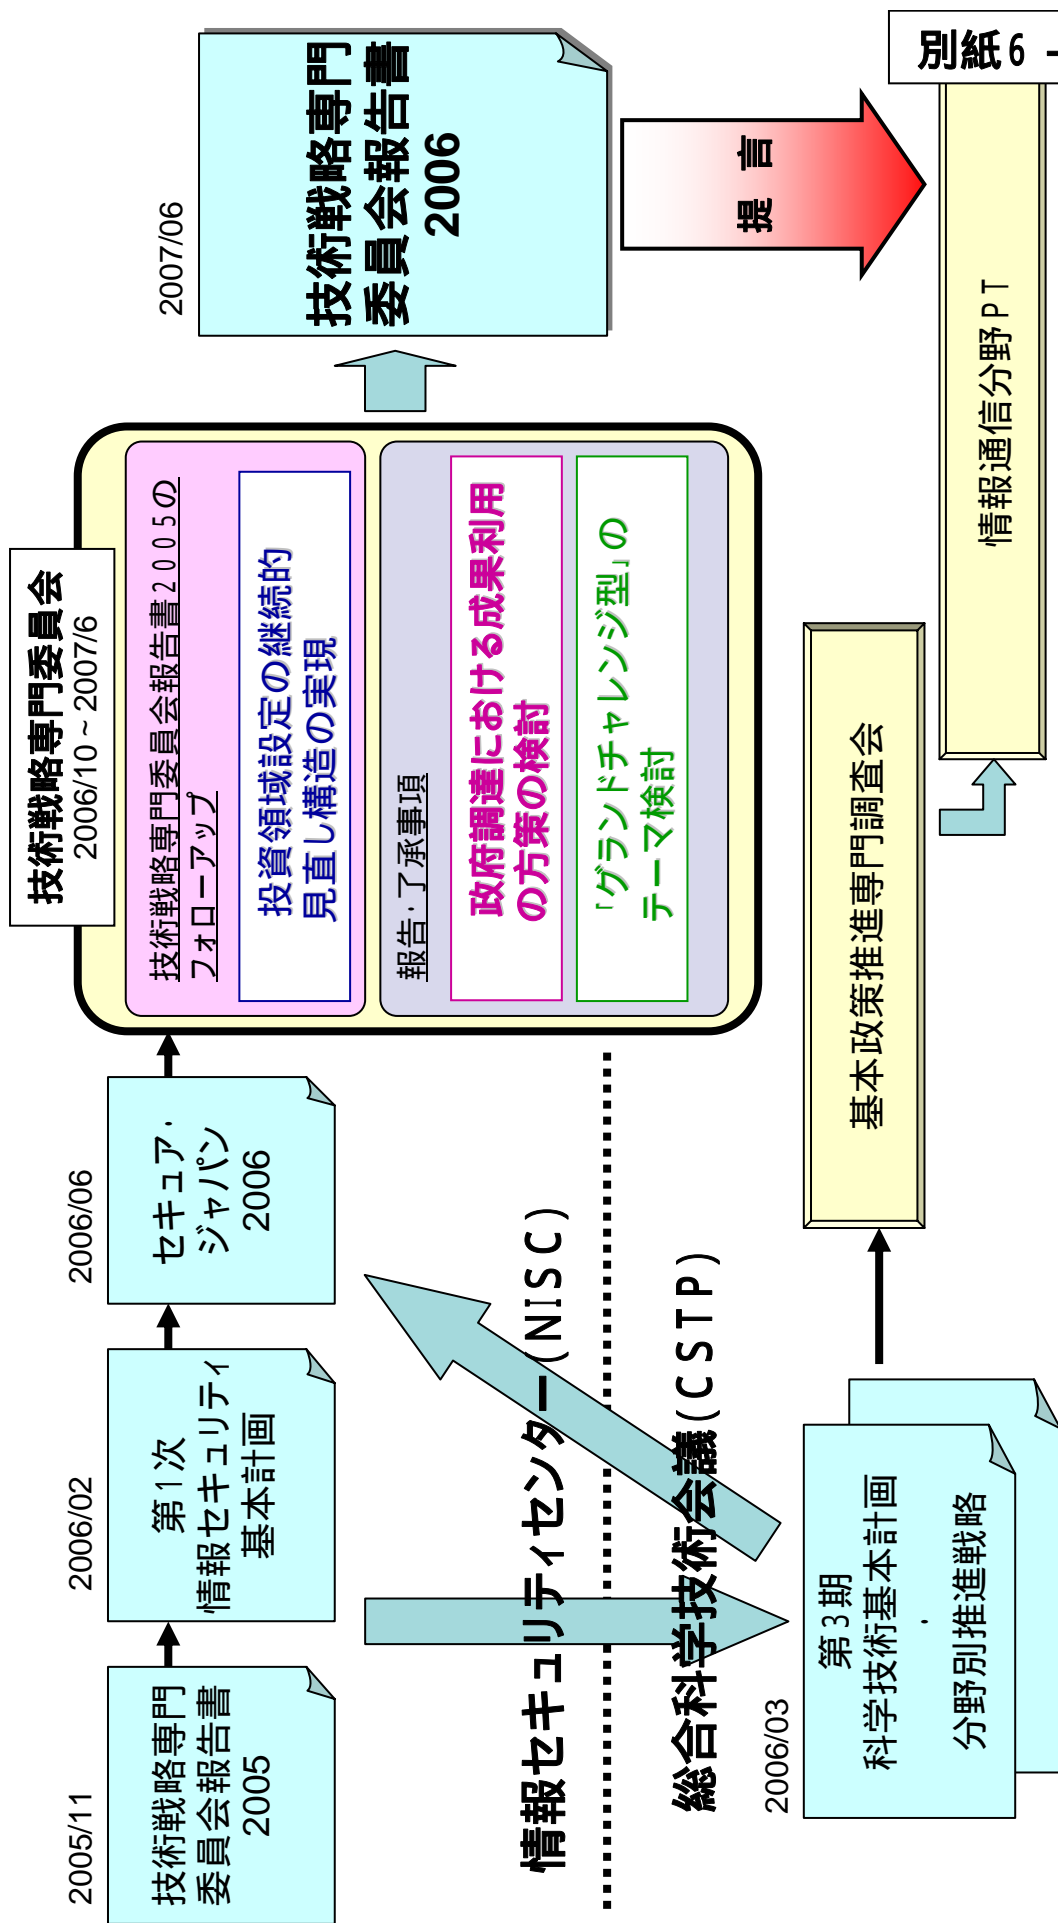 別紙6 -
2005/11
技術戦略専門
委員会報告書
2005
2006/02
第1次
情報セキュリティ
基本計画
2006/06
セキュア・
ジャパン
2006
技術戦略専門委員会
2006/10~2007/6
技術戦略専門委員会報告書2005の
フォローアップ
投資領域設定の継続的
見直し構造の実現
報告・了承事項
政府調達における成果利用
の方策の検討
「グランドチャレンジ型」の
テーマ検討
2007/06
技術戦略専門
委員会報告書
2006
提 言
情報セキュリティセンター(NISC)
総合科学技術会議(CSTP)
2006/03
第3期
科学技術基本計画
・
分野別推進戦略
基本政策推進専門調査会
情報通信分野PT